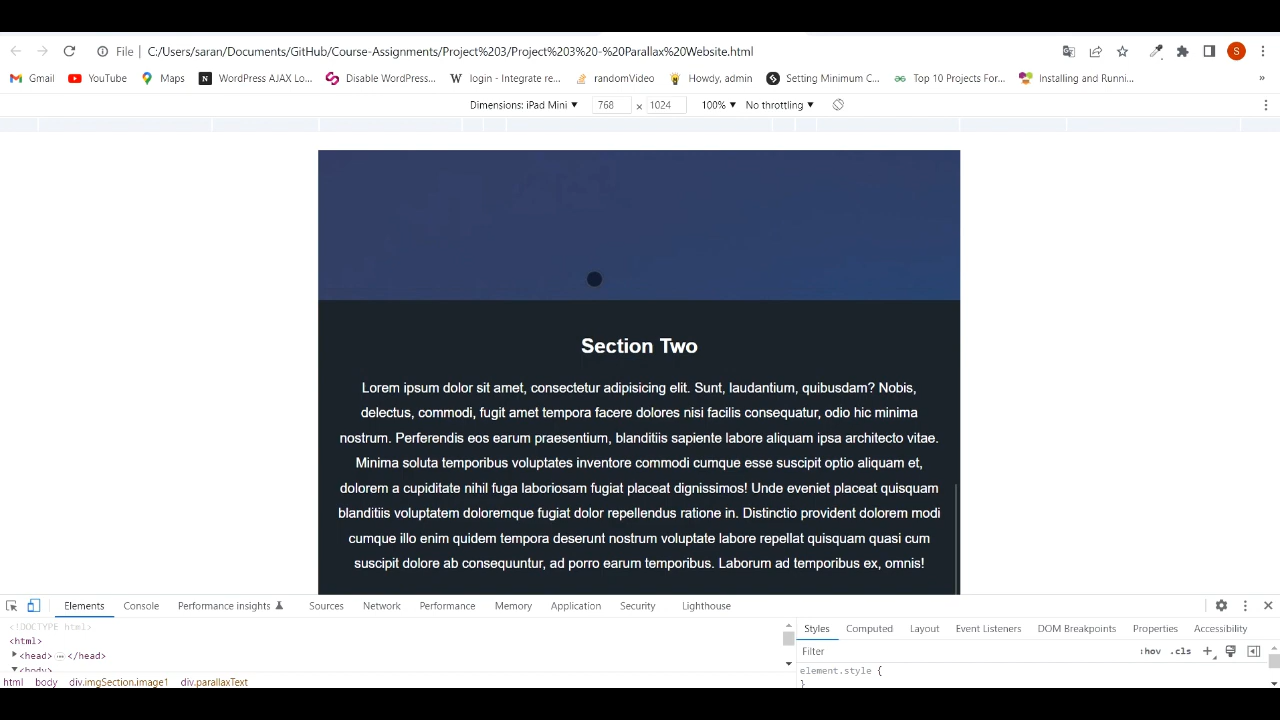 File C:/Users/saran/Documents/GitHub/Course-Assignments/Project%203/Project%203%20-%20Parallax%20Website.html S
Gmail YouTube Maps WordPress AJAX Lo... Disable WordPress... login - Integrate re... randomVideo Howdy, admin Setting Minimum C... Top 10 Projects For... Installing and Runni... »
Dimensions: iPad Mini 768 × 1024 100% No throttling
Section Two
Lorem ipsum dolor sit amet, consectetur adipisicing elit. Sunt, laudantium, quibusdam? Nobis,
delectus, commodi, fugit amet tempora facere dolores nisi facilis consequatur, odio hic minima
nostrum. Perferendis eos earum praesentium, blanditiis sapiente labore aliquam ipsa architecto vitae.
Minima soluta temporibus voluptates inventore commodi cumque esse suscipit optio aliquam et,
dolorem a cupiditate nihil fuga laboriosam fugiat placeat dignissimos! Unde eveniet placeat quisquam
blanditiis voluptatem doloremque fugiat dolor repellendus ratione in. Distinctio provident dolorem modi
cumque illo enim quidem tempora deserunt nostrum voluptate labore repellat quisquam quasi cum
suscipit dolore ab consequuntur, ad porro earum temporibus. Laborum ad temporibus ex, omnis!
Elements Console Performance insights Sources Network Performance Memory Application Security Lighthouse
<!DOCTYPE html>
<html>
<head> ⋯ </head>
<body>
html body div.imgSection.image1 div.parallaxText
Styles Computed Layout Event Listeners DOM Breakpoints Properties Accessibility
Filter :hov .cls +
element.style {
}